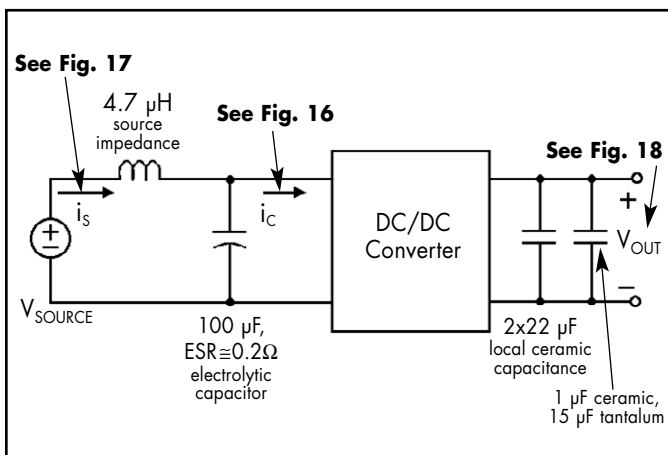 See Fig. 17
4.7 µH
source
impedance
See Fig. 16
See Fig. 18
iS
iC
DC/DC
Converter
+
VOUT
−
VSOURCE
100 µF,
ESR≅0.2Ω
electrolytic
capacitor
2x22 µF
local ceramic
capacitance
1 µF ceramic,
15 µF tantalum